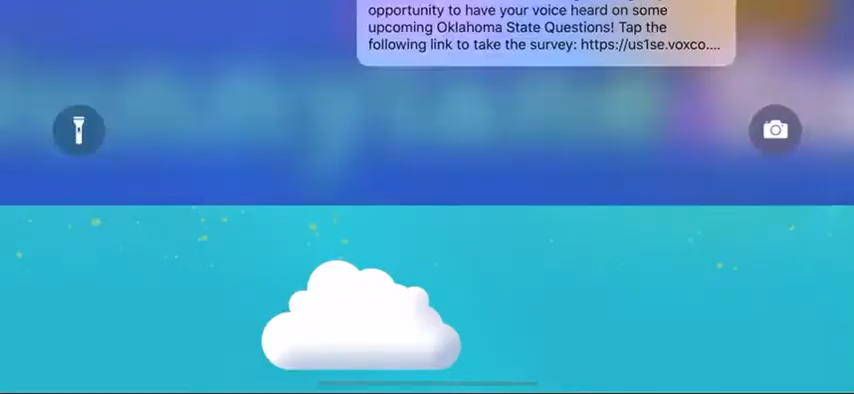 opportunity to have your voice heard on some
upcoming Oklahoma State Questions! Tap the
following link to take the survey: https://us1se.voxco....